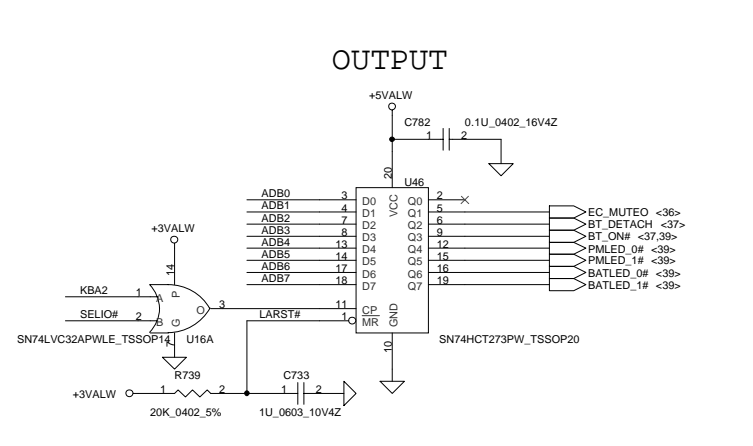 OUTPUT
+5VALW
C782 0.1U_0402_16V4Z
1 2
20
U46
ADB0 3 D0 VCC Q0 2
ADB1 4 D1 Q1 5 EC_MUTEO <36>
ADB2 7 D2 Q2 6 BT_DETACH <37>
ADB3 8 D3 Q3 9 BT_ON# <37,39>
ADB4 13 D4 Q4 12 PMLED_0# <39>
ADB5 14 D5 Q5 15 PMLED_1# <39>
ADB6 17 D6 Q6 16 BATLED_0# <39>
ADB7 18 D7 Q7 19 BATLED_1# <39>
+3VALW
14
P
KBA2 1 A
O 3 11 CP
SELIO# 2 B G
LARST# 1 MR GND
SN74LVC32APWLE_TSSOP14 7 U16A
10 SN74HCT273PW_TSSOP20
R739 C733
+3VALW 1 2 1 2
20K_0402_5% 1U_0603_10V4Z